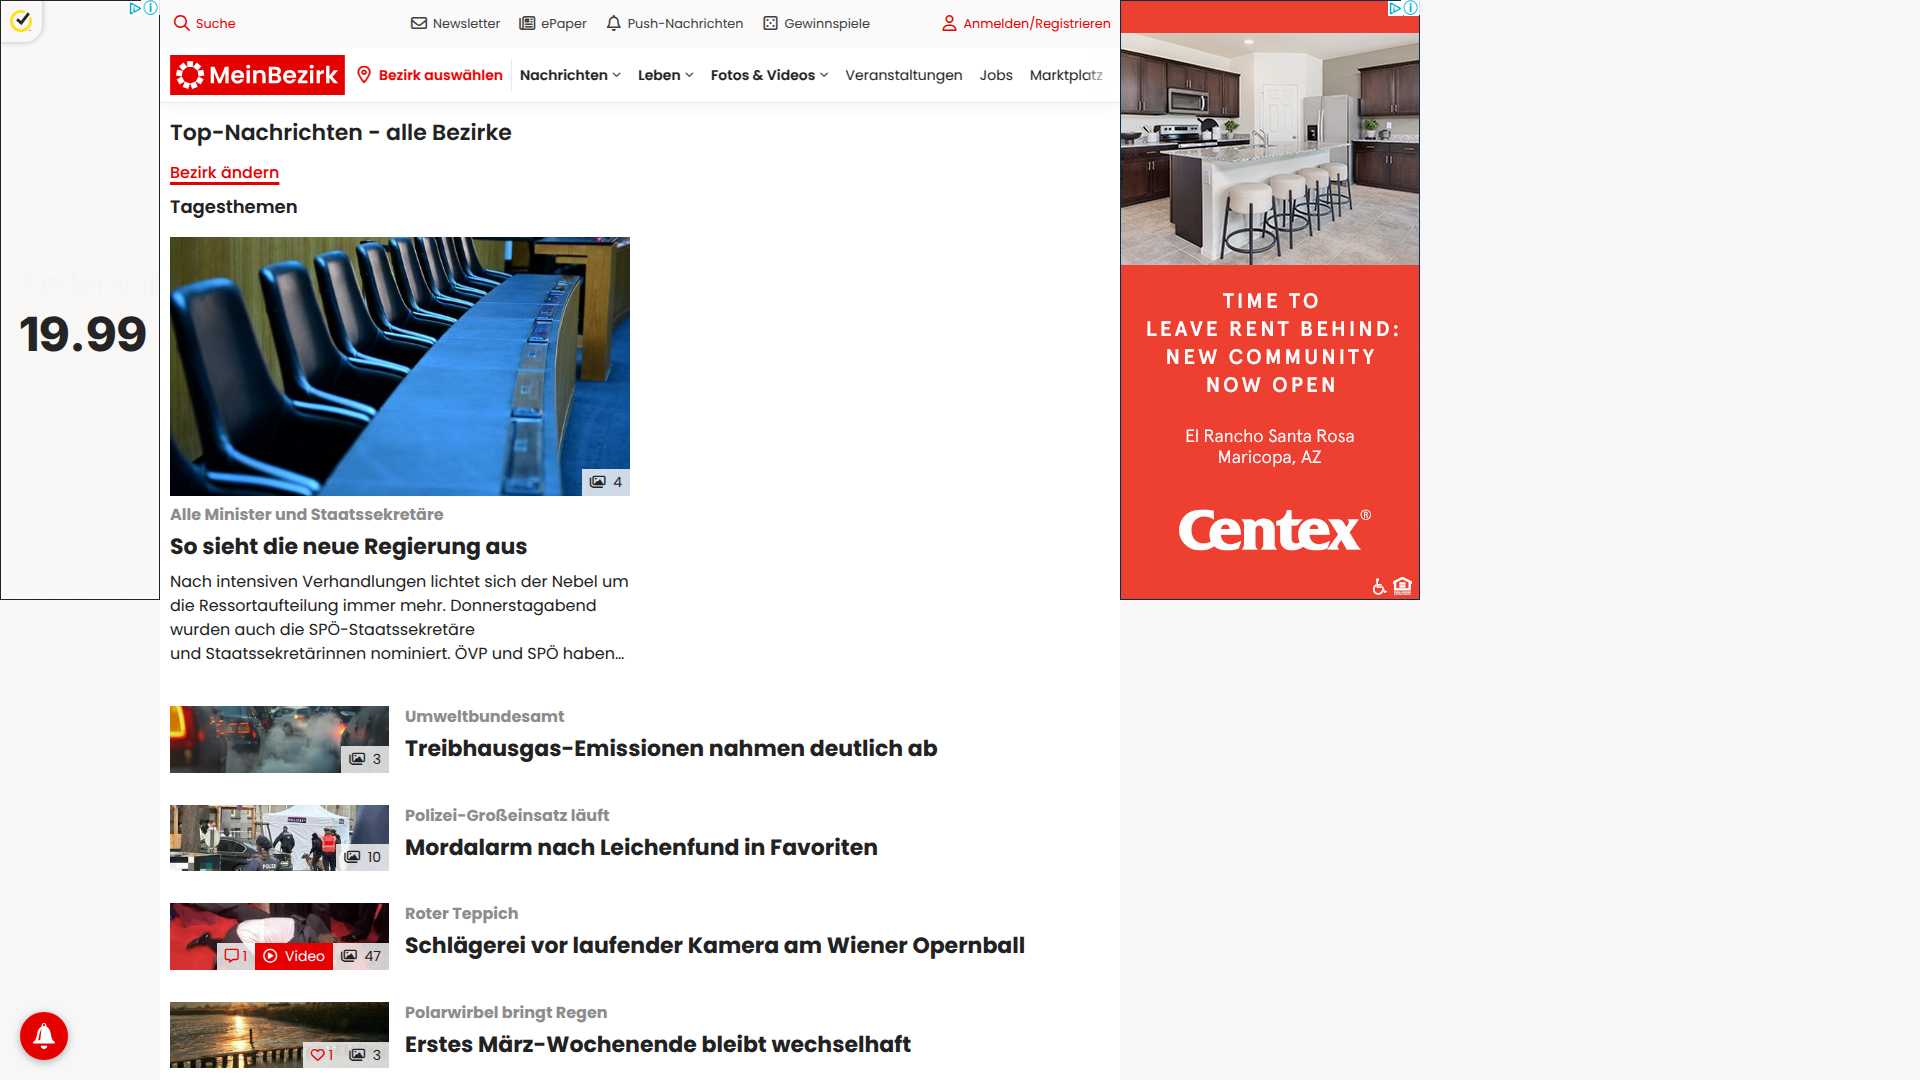 Suche
Newsletter
ePaper
Push-Nachrichten
Gewinnspiele
Anmelden/Registrieren
MeinBezirk
Bezirk auswählen
Nachrichten
Leben
Fotos & Videos
Veranstaltungen
Jobs
Marktplatz
Top-Nachrichten - alle Bezirke
Bezirk ändern
Tagesthemen
19.99
4
Alle Minister und Staatssekretäre
So sieht die neue Regierung aus
Nach intensiven Verhandlungen lichtet sich der Nebel um
die Ressortaufteilung immer mehr. Donnerstagabend
wurden auch die SPÖ-Staatssekretäre
und Staatssekretärinnen nominiert. ÖVP und SPÖ haben...
3
Umweltbundesamt
Treibhausgas-Emissionen nahmen deutlich ab
10
Polizei-Großeinsatz läuft
Mordalarm nach Leichenfund in Favoriten
1
Video
47
Roter Teppich
Schlägerei vor laufender Kamera am Wiener Opernball
1
3
Polarwirbel bringt Regen
Erstes März-Wochenende bleibt wechselhaft
TIME TO
LEAVE RENT BEHIND:
NEW COMMUNITY
NOW OPEN
El Rancho Santa Rosa
Maricopa, AZ
Centex®